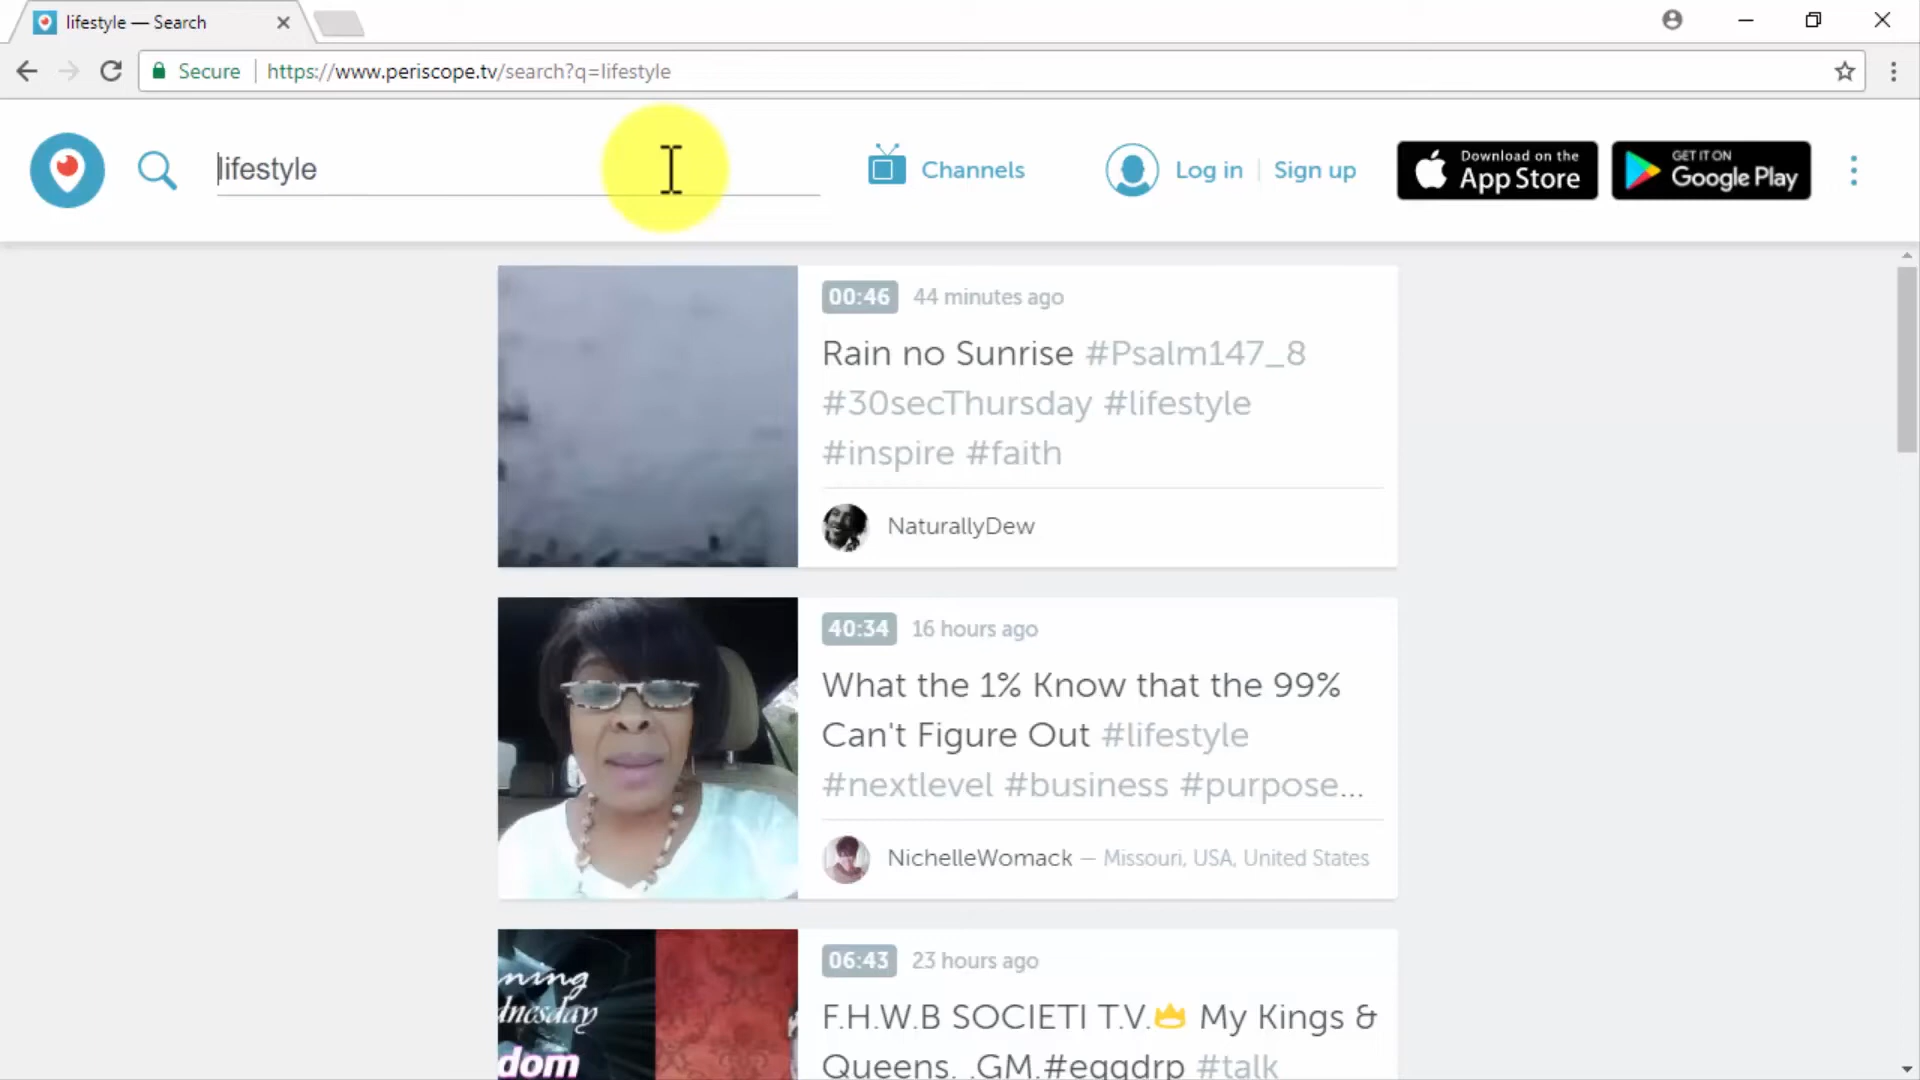 lifestyle — Search
Secure https://www.periscope.tv/search?q=lifestyle
lifestyle
Channels
Log in Sign up
Download on the
App Store
GET IT ON
Google Play
00:46 44 minutes ago
Rain no Sunrise #Psalm147_8
#30secThursday #lifestyle
#inspire #faith
NaturallyDew
40:34 16 hours ago
What the 1% Know that the 99%
Can't Figure Out #lifestyle
#nextlevel #business #purpose...
NichelleWomack — Missouri, USA, United States
06:43 23 hours ago
F.H.W.B SOCIETI T.V.👑 My Kings &
Queens. .GM.#eggdrp #talk